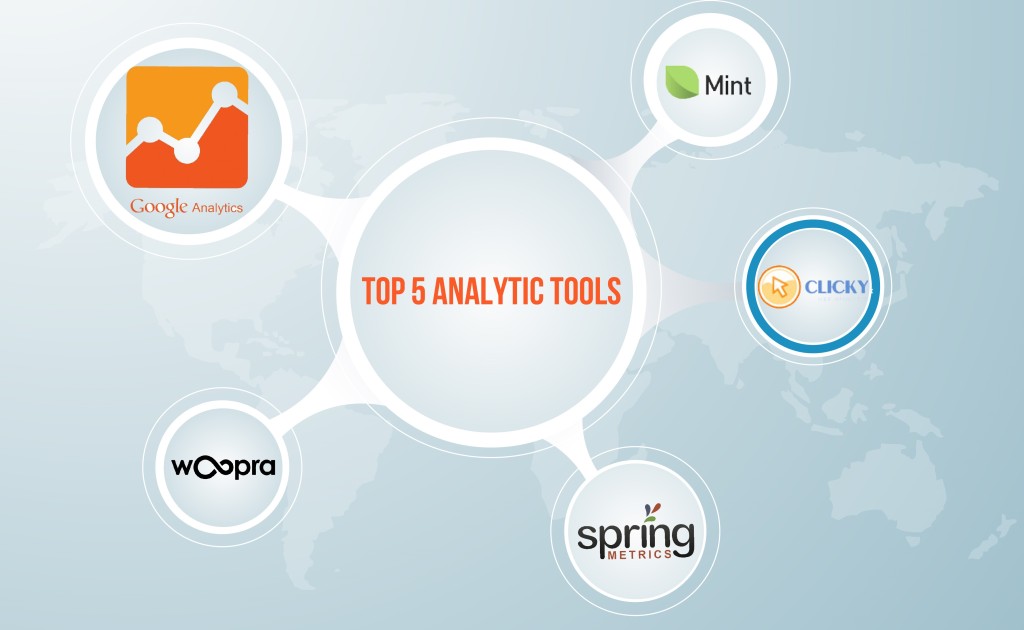 Google Analytics
Mint
TOP 5 ANALYTIC TOOLS
CLICKY
woopra
spring
METRICS